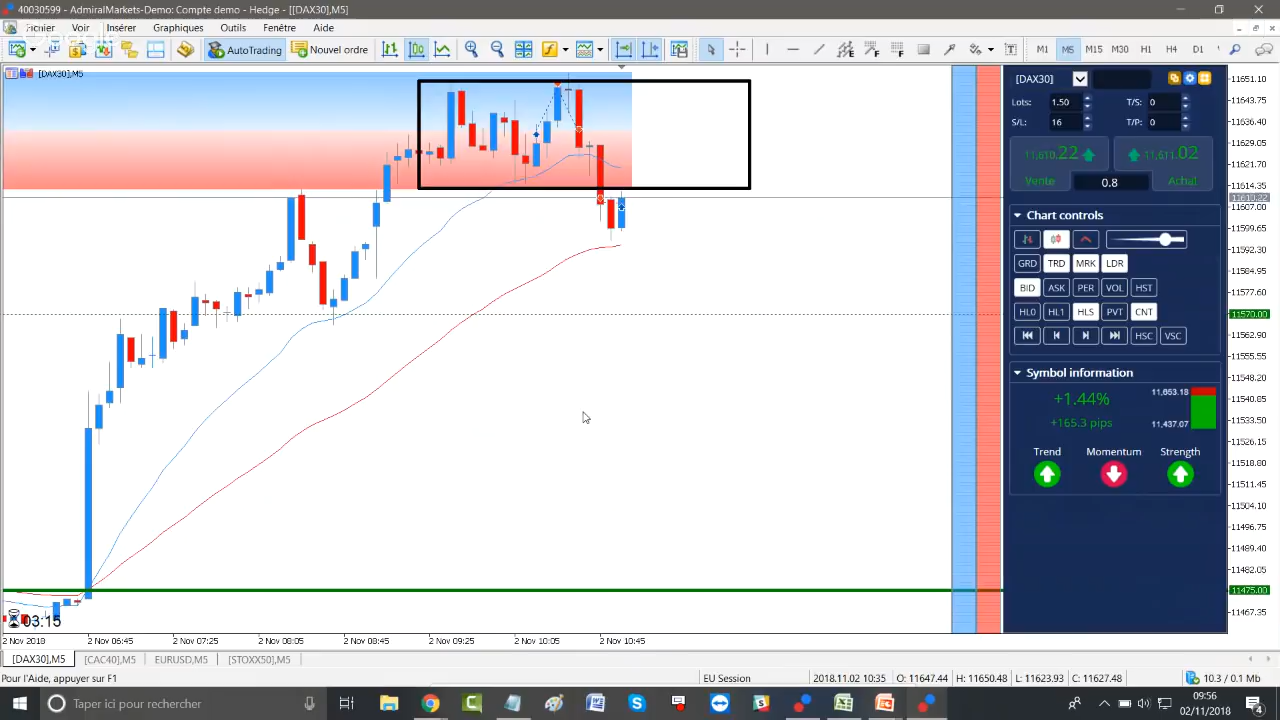 40030599 - AdmiralMarkets-Demo: Compte demo - Hedge - [[DAX30],M5]
Fichier Voir Insérer Graphiques Outils Fenêtre Aide
AutoTrading Nouvel ordre M1 M5 M15 M30 H1 H4 D1
[DAX30],M5
[DAX30]
Lots: 1.50 T/S: 0
S/L: 16 T/P: 0
11,610.22 11,611.02
Vente 0.8 Achat
Chart controls
GRD TRD MRK LDR
BID ASK PER VOL HST
HL0 HL1 HLS PVT CNT
HSC VSC
Symbol information
+1.44%
+165.3 pips
11,653.18
11,437.07
Trend Momentum Strength
11651.10
11643.75
11636.40
11629.05
11621.70
11614.35
11607.00
11599.65
11592.30
11584.95
11577.60
11570.00
11562.90
11555.55
11548.20
11540.85
11533.50
11526.15
11518.80
11511.45
11504.10
11496.75
11489.40
11482.05
11475.00
11467.35
03:15
2 Nov 2018 2 Nov 06:45 2 Nov 07:25 2 Nov 08:05 2 Nov 08:45 2 Nov 09:25 2 Nov 10:05 2 Nov 10:45
[DAX30],M5 [CAC40],M5 EURUSD,M5 [STOXX50],M5
Pour l'Aide, appuyer sur F1 EU Session 2018.11.02 10:35 O: 11647.44 H: 11650.48 L: 11623.93 C: 11627.48 10.3 / 0.1 Mb
Taper ici pour rechercher
09:56
02/11/2018
4